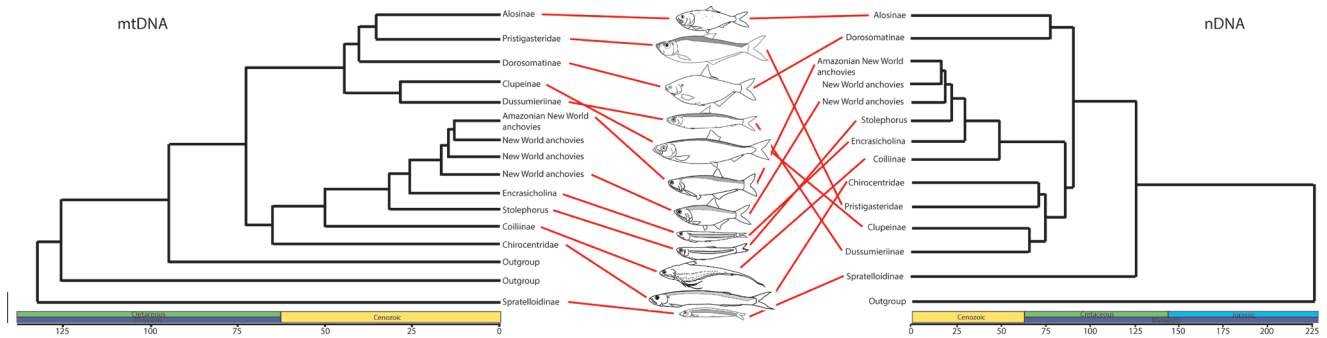 mtDNA
Alosinae
Pristigasteridae
Dorosomatinae
Clupeinae
Dussumieriinae
Amazonian New World
anchovies
New World anchovies
New World anchovies
New World anchovies
Encrasicholina
Stolephorus
Coiliinae
Chirocentridae
Outgroup
Outgroup
Spratelloidinae
Cretaceous
Cenozoic
125 100 75 50 25 0
nDNA
Alosinae
Dorosomatinae
Amazonian New World
anchovies
New World anchovies
New World anchovies
Stolephorus
Encrasicholina
Coiliinae
Chirocentridae
Pristigasteridae
Clupeinae
Dussumieriinae
Spratelloidinae
Outgroup
Cenozoic
Cretaceous
Jurassic
0 25 50 75 100 125 150 175 200 225